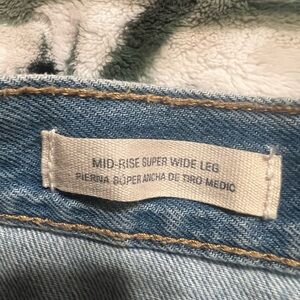 MID-RISE SUPER WIDE LEG
PIERNA SÚPER ANCHA DE TIRO MEDIO